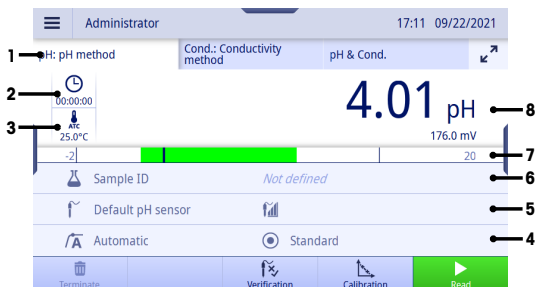 Administrator 17:11 09/22/2021
1 pH: pH method Cond.: Conductivity method pH & Cond.
2 00:00:00 4.01 pH 8
3 ATC
25.0°C 176.0 mV
-2 20 7
Sample ID Not defined 6
Default pH sensor 5
A Automatic Standard 4
Terminate Verification Calibration Read